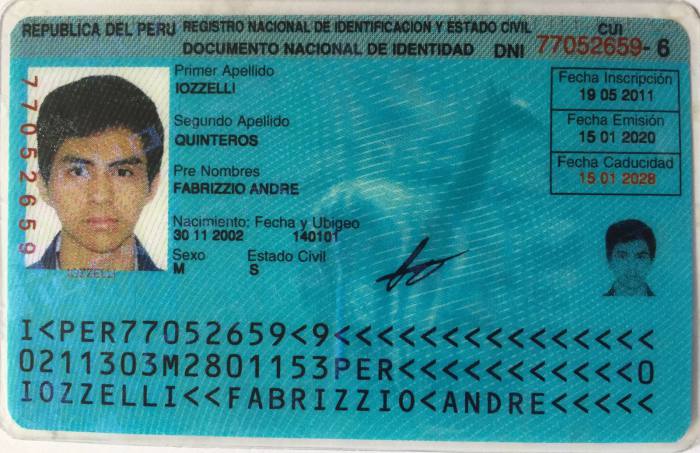 REPUBLICA DEL PERU REGISTRO NACIONAL DE IDENTIFICACION Y ESTADO CIVIL
DOCUMENTO NACIONAL DE IDENTIDAD DNI 77052659-6
CUI
77052659
Primer Apellido
IOZZELLI
Segundo Apellido
QUINTEROS
Pre Nombres
FABRIZZIO ANDRE
Nacimiento: Fecha y Ubigeo
30 11 2002 140101
Sexo Estado Civil
M S
Fecha Inscripción
19 05 2011
Fecha Emisión
15 01 2020
Fecha Caducidad
15 01 2028
IOZZELLI
I<PER77052659<9<<<<<<<<<<<<<<<
0211303M2801153PER<<<<<<<<<<<0
IOZZELLI<<FABRIZZIO<ANDRE<<<<<